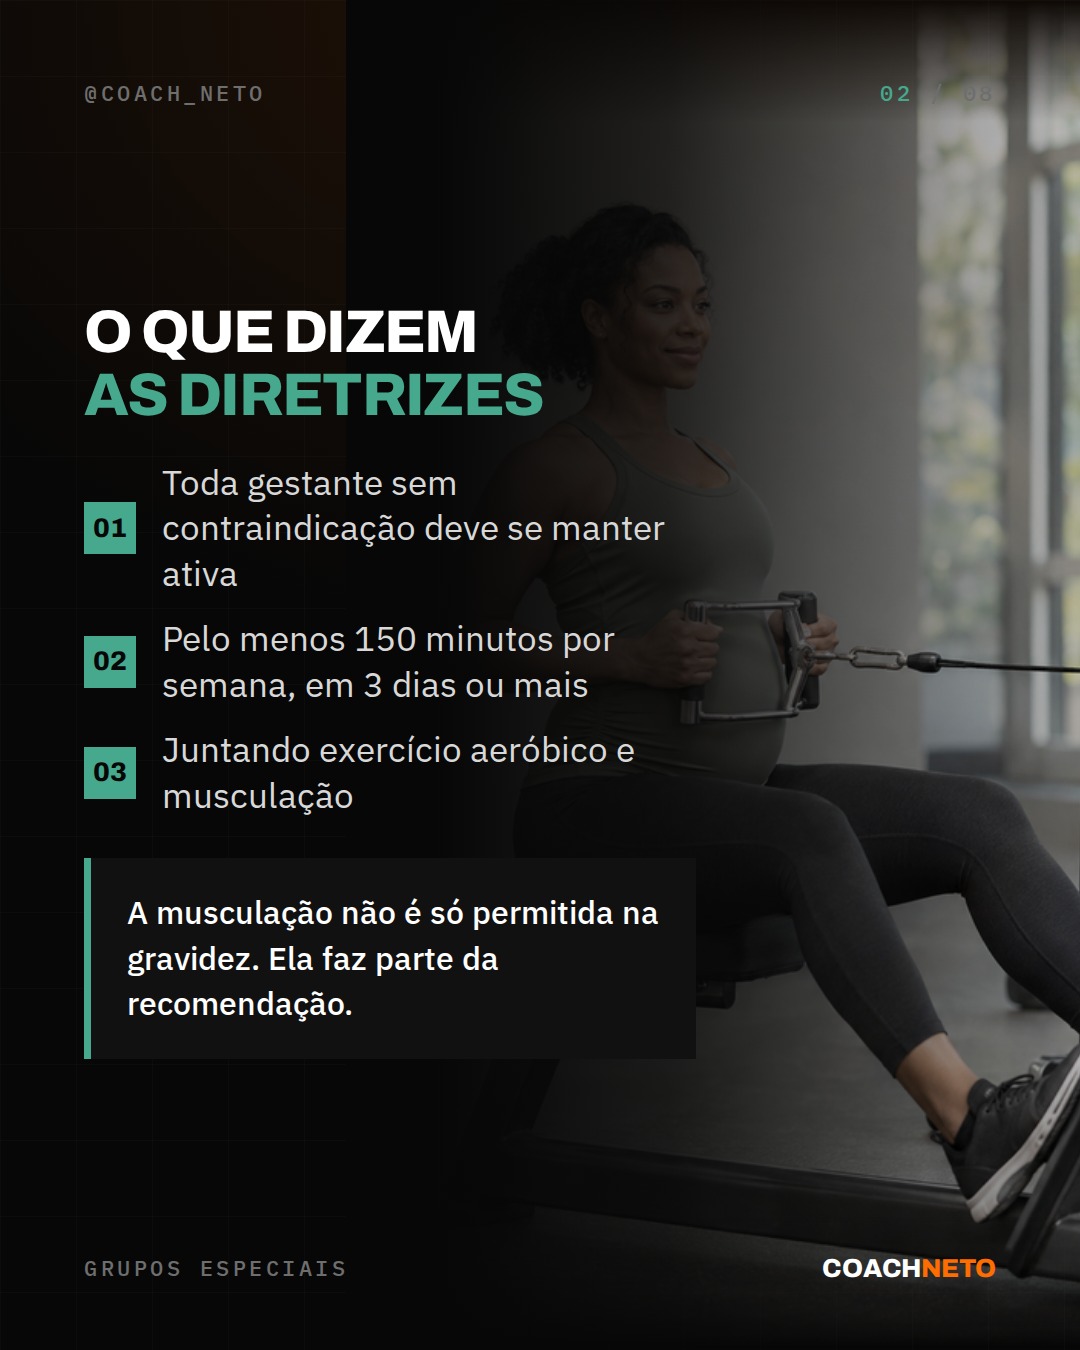 @COACH_NETO
02 / 08
O QUE DIZEM
AS DIRETRIZES
01
Toda gestante sem
contraindicação deve se manter
ativa
02
Pelo menos 150 minutos por
semana, em 3 dias ou mais
03
Juntando exercício aeróbico e
musculação
A musculação não é só permitida na
gravidez. Ela faz parte da
recomendação.
GRUPOS ESPECIAIS
COACHNETO